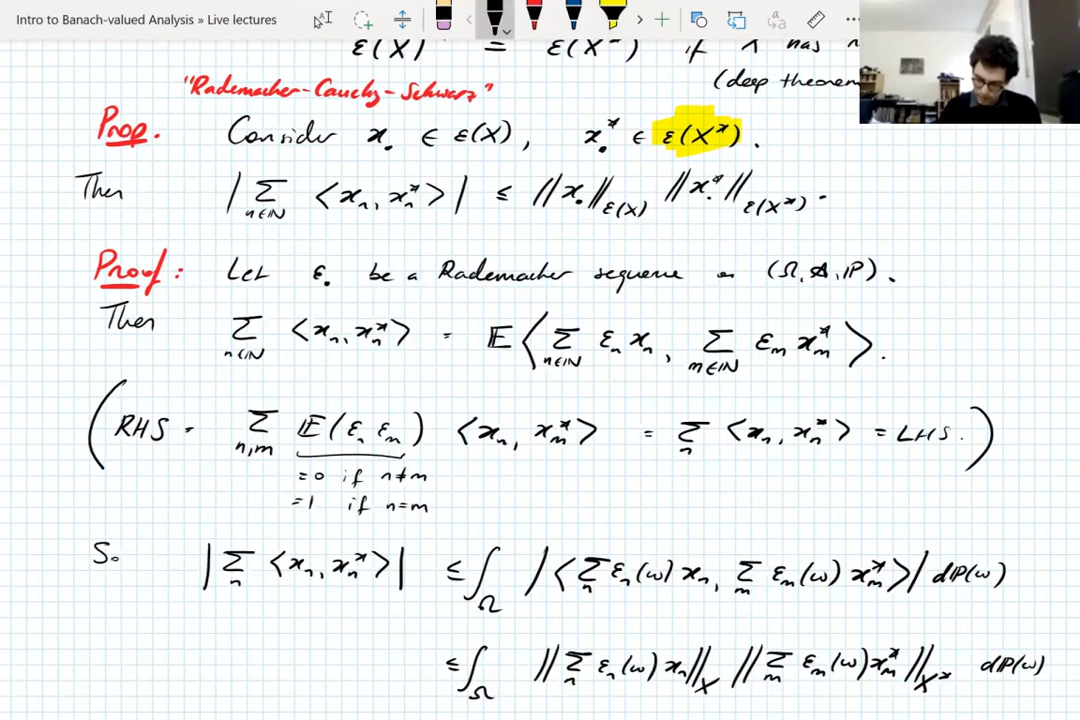 Intro to Banach-valued Analysis » Live lectures
ε(X) = ε(X*) if X has
(deep theorem
"Rademacher-Cauchy-Schwarz"
Prop. Consider x. ∈ ε(X), x.* ∈ ε(X*).
Then |Σ_{n∈ℕ} <x_n, x_n*>| ≤ ||x.||_{ε(X)} ||x.*||_{ε(X*)}.
Proof: Let ε. be a Rademacher sequence on (Ω, A, ℙ).
Then Σ_{n∈ℕ} <x_n, x_n*> = 𝔼 < Σ_{n∈ℕ} ε_n x_n, Σ_{m∈ℕ} ε_m x_m* >.
(RHS = Σ_{n,m} 𝔼(ε_n ε_m) <x_n, x_m*> = Σ_n <x_n, x_n*> = LHS.)
=0 if n≠m
=1 if n=m
So |Σ_n <x_n, x_n*>| ≤ ∫_Ω |<Σ_n ε_n(ω) x_n, Σ_m ε_m(ω) x_m*>| dℙ(ω)
≤ ∫_Ω ||Σ_n ε_n(ω) x_n||_X ||Σ_m ε_m(ω) x_m*||_{X*} dℙ(ω)